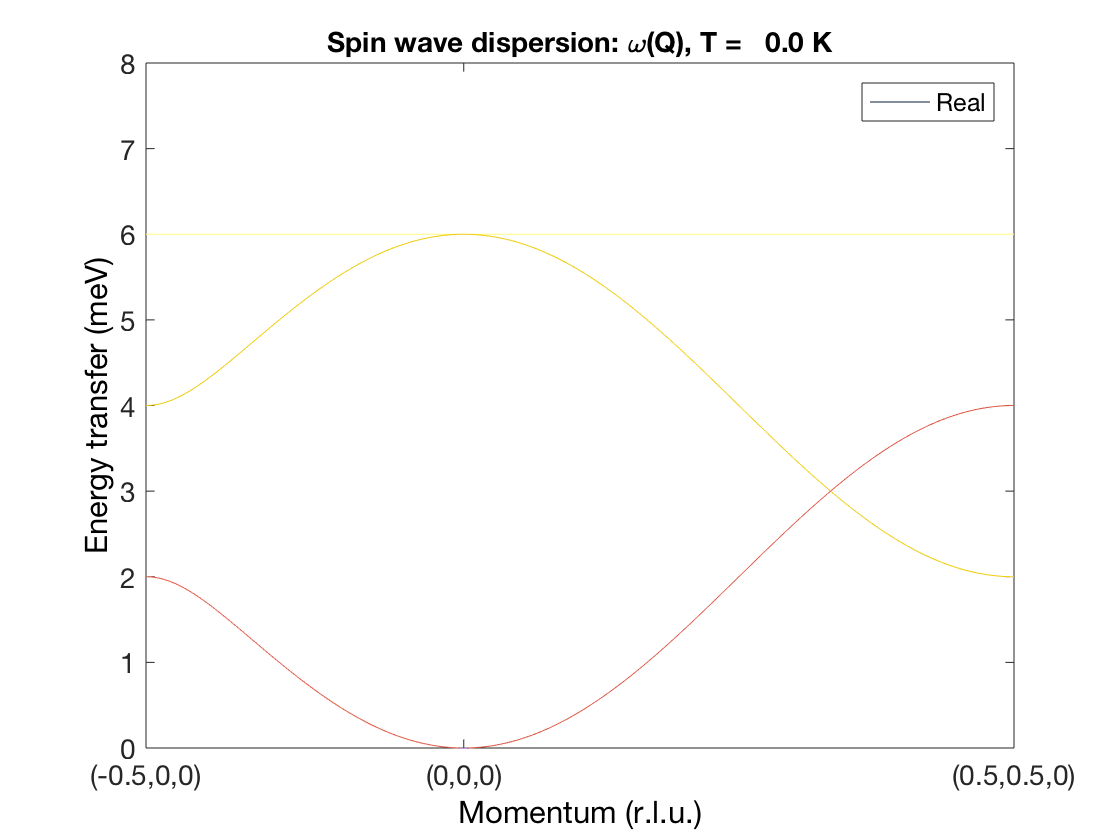 Spin wave dispersion: ω(Q), T = 0.0 K
Real
8
7
6
5
4
3
2
1
0
Energy transfer (meV)
(-0.5,0,0) (0,0,0) (0.5,0.5,0)
Momentum (r.l.u.)